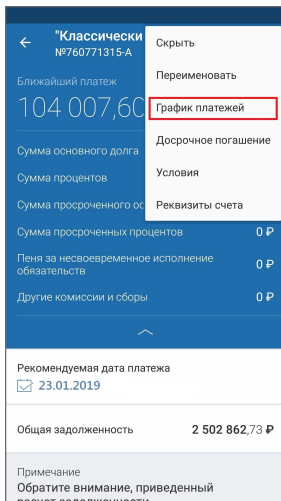 "Классически
№760771315-А
Скрыть
Переименовать
График платежей
Досрочное погашение
Условия
Реквизиты счета
Ближайший платеж
104 007,60
Сумма основного долга
Сумма процентов
Сумма просроченного ос
Сумма просроченных процентов 0 ₽
Пеня за несвоевременное исполнение
обязательств 0 ₽
Другие комиссии и сборы 0 ₽
Рекомендуемая дата платежа
23.01.2019
Общая задолженность 2 502 862,73 ₽
Примечание
Обратите внимание, приведенный
расчет задолженности